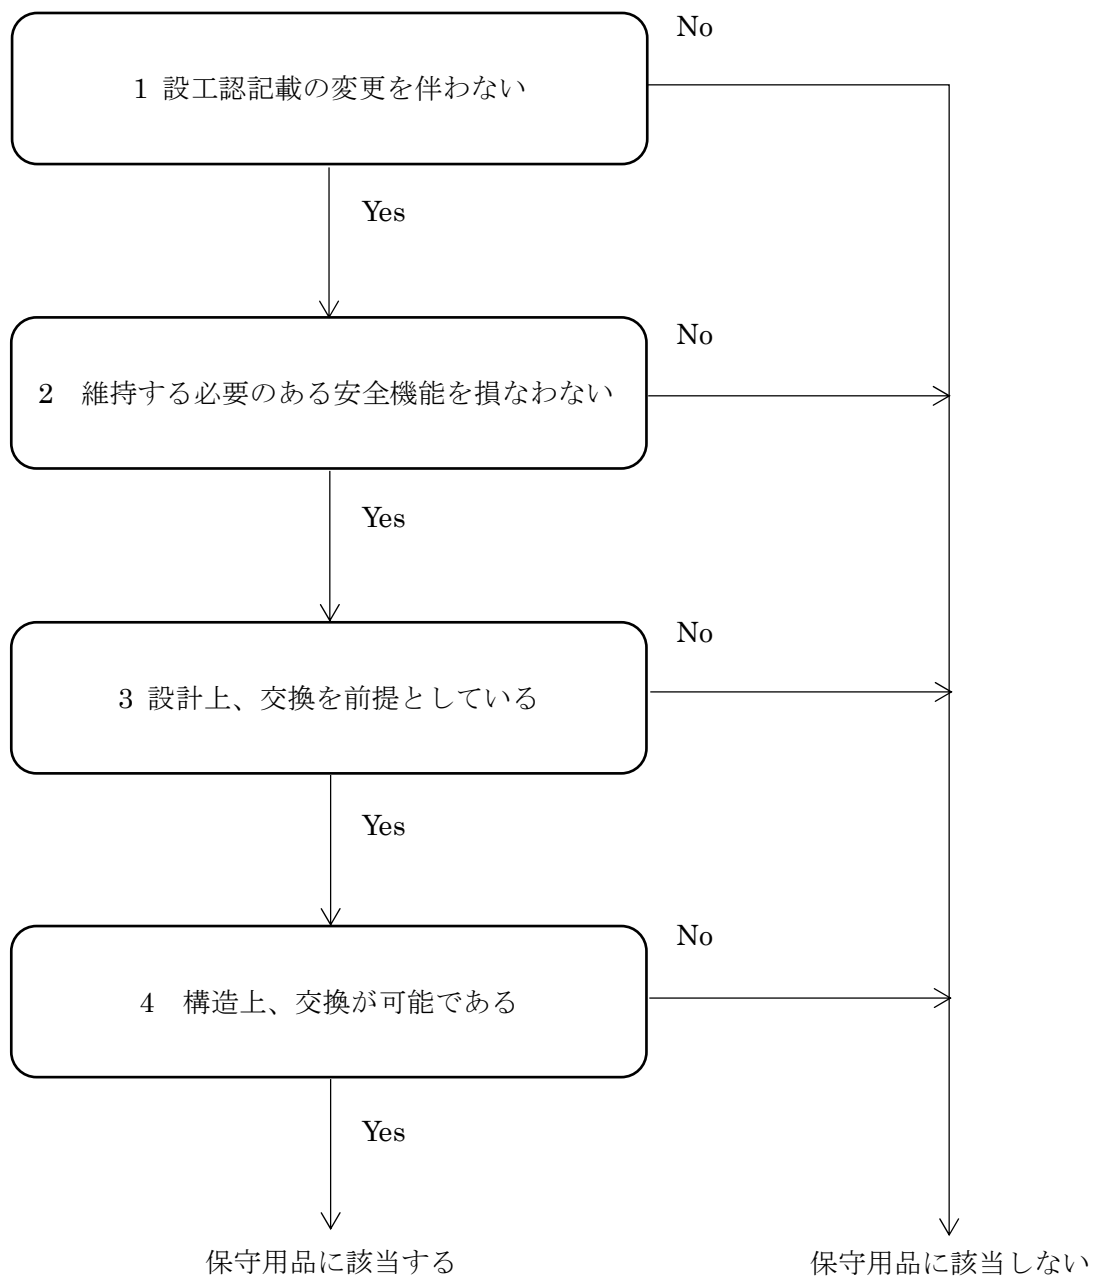 No
1 設工認記載の変更を伴わない
Yes
No
2　維持する必要のある安全機能を損なわない
Yes
No
3 設計上、交換を前提としている
Yes
No
4　構造上、交換が可能である
Yes
保守用品に該当する
保守用品に該当しない